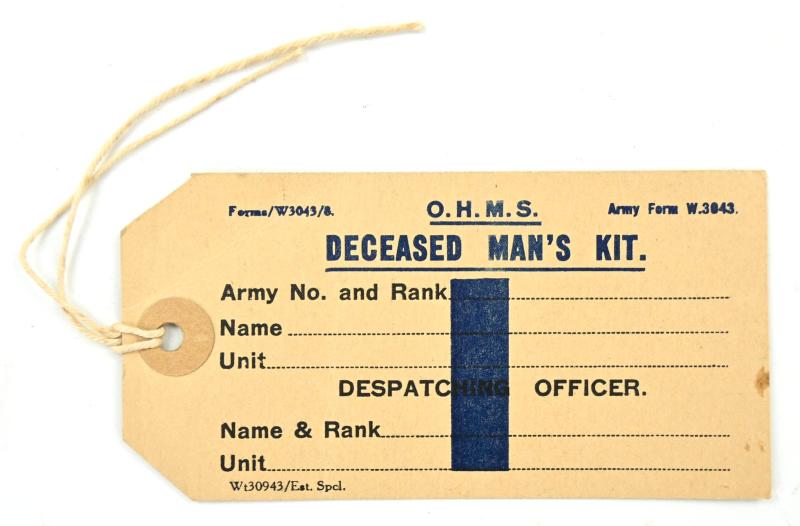 Forms/W3043/8. O.H.M.S. Army Form W.3043.
DECEASED MAN'S KIT.
Army No. and Rank
Name
Unit
DESPATCHING OFFICER.
Name & Rank
Unit
Wt30943/Est. Spcl.